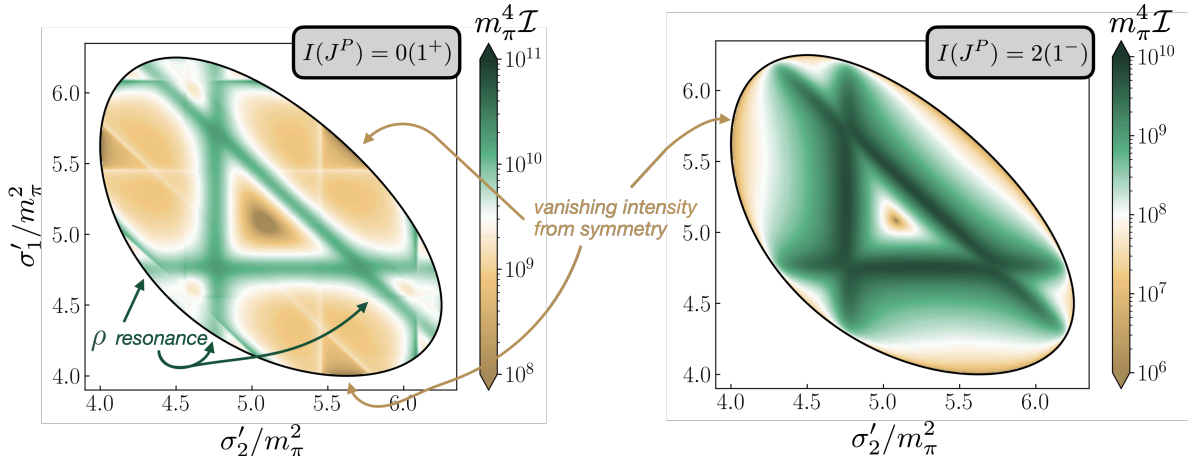 m_π^4 𝓘
I(J^P) = 0(1^+)
10^11
10^10
10^9
10^8
6.0
5.5
5.0
4.5
4.0
σ′_1/m_π^2
4.0 4.5 5.0 5.5 6.0
σ′_2/m_π^2
ρ resonance
vanishing intensity
from symmetry
m_π^4 𝓘
I(J^P) = 2(1^−)
10^10
10^9
10^8
10^7
10^6
6.0
5.5
5.0
4.5
4.0
4.0 4.5 5.0 5.5 6.0
σ′_2/m_π^2